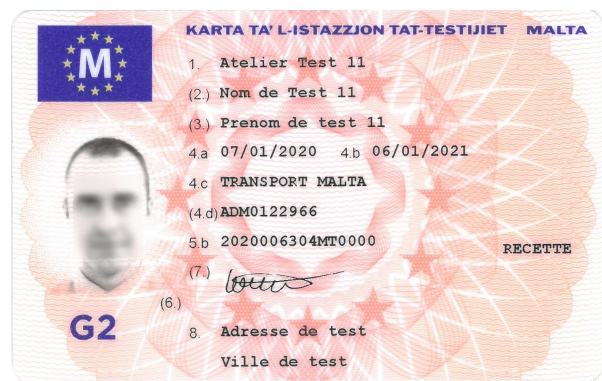 KARTA TA' L-ISTAZZJON TAT-TESTIJIET MALTA
M
1. Atelier Test 11
(2.) Nom de Test 11
(3.) Prenom de test 11
4.a 07/01/2020 4.b 06/01/2021
4.c TRANSPORT MALTA
(4.d) ADM0122966
5.b 2020006304MT0000
RECETTE
(7.)
(6.)
G2
8. Adresse de test
Ville de test